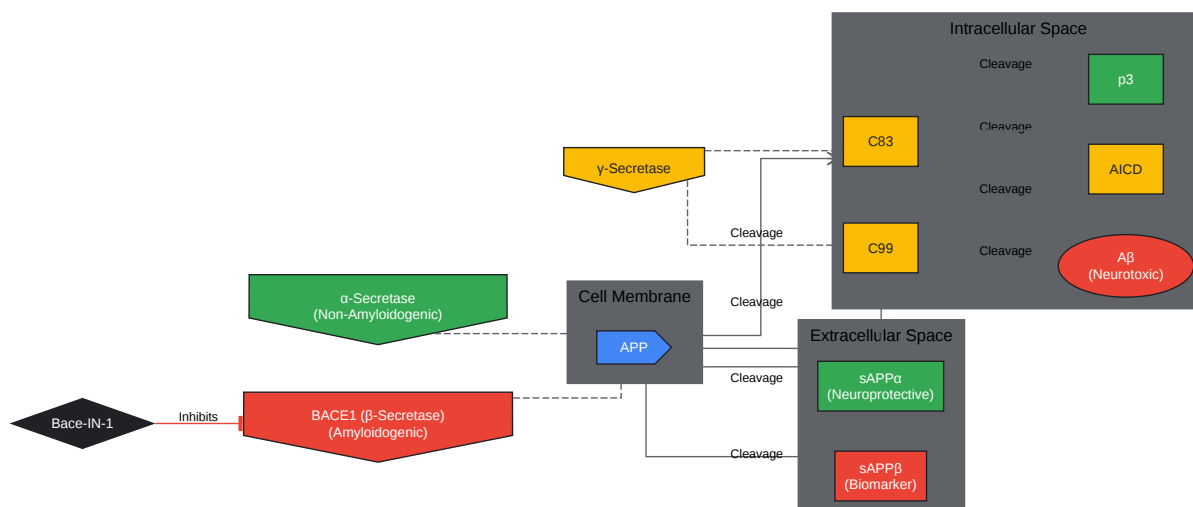 Intracellular Space
Cleavage
p3
Cleavage
C83
γ-Secretase
AICD
Cleavage
Cleavage
C99
Cleavage
Aβ
(Neurotoxic)
α-Secretase
(Non-Amyloidogenic)
Cell Membrane
Cleavage
APP
Extracellular Space
Cleavage
sAPPα
(Neuroprotective)
Bace-IN-1
Inhibits
BACE1 (β-Secretase)
(Amyloidogenic)
Cleavage
sAPPβ
(Biomarker)